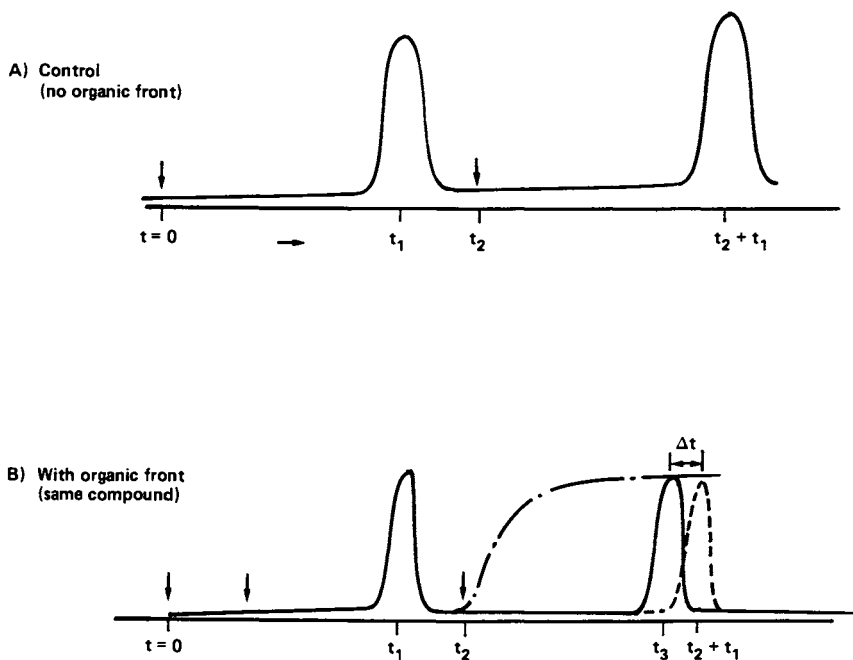 A) Control
(no organic front)
t = 0
t₁
t₂
t₂ + t₁
B) With organic front
(same compound)
Δt
t = 0
t₁
t₂
t₃
t₂ + t₁